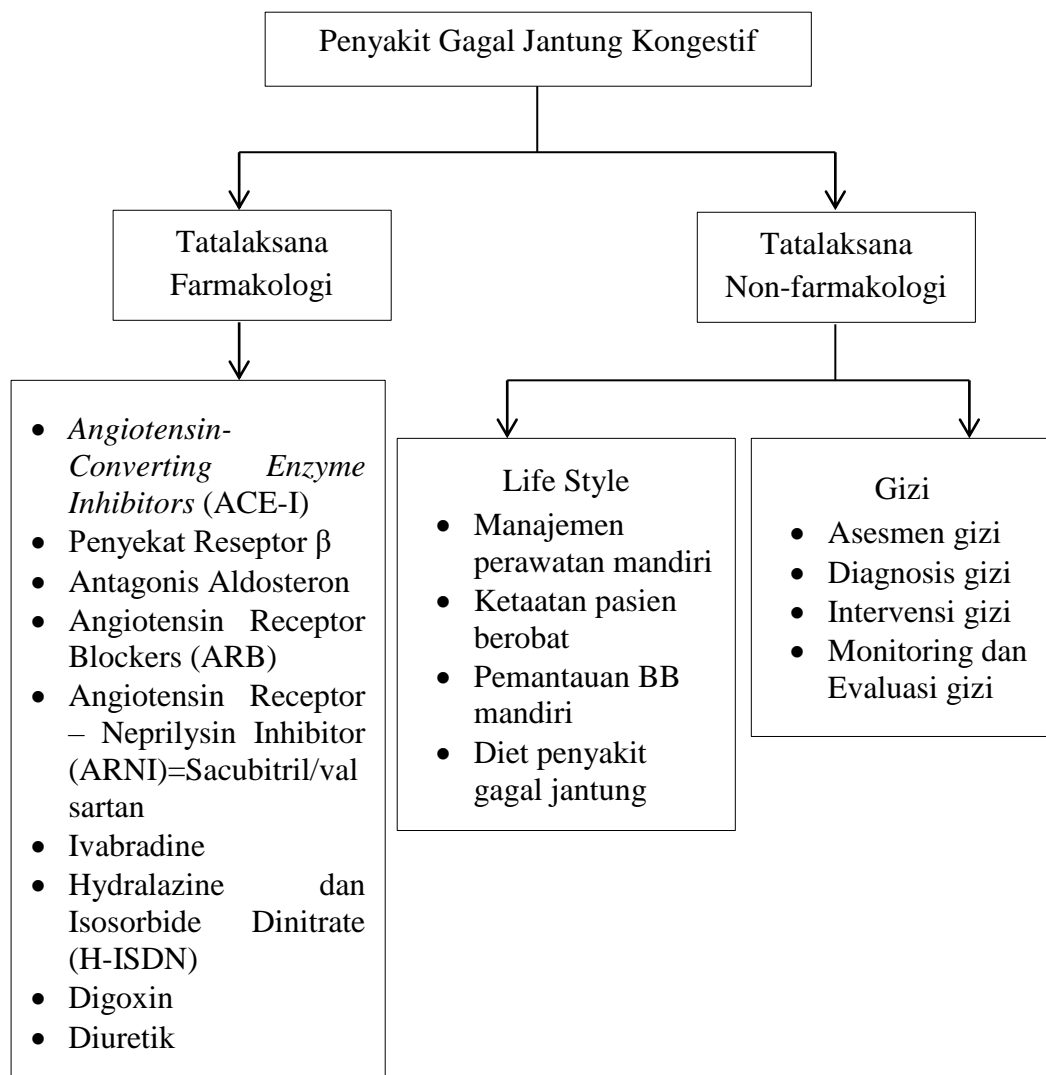 Penyakit Gagal Jantung Kongestif
Tatalaksana
Farmakologi
Tatalaksana
Non-farmakologi
• Angiotensin-
Converting Enzyme
Inhibitors (ACE-I)
• Penyekat Reseptor β
• Antagonis Aldosteron
• Angiotensin Receptor
Blockers (ARB)
• Angiotensin Receptor
– Neprilysin Inhibitor
(ARNI)=Sacubitril/val
sartan
• Ivabradine
• Hydralazine dan
Isosorbide Dinitrate
(H-ISDN)
• Digoxin
• Diuretik
Life Style
• Manajemen
perawatan mandiri
• Ketaatan pasien
berobat
• Pemantauan BB
mandiri
• Diet penyakit
gagal jantung
Gizi
• Asesmen gizi
• Diagnosis gizi
• Intervensi gizi
• Monitoring dan
Evaluasi gizi